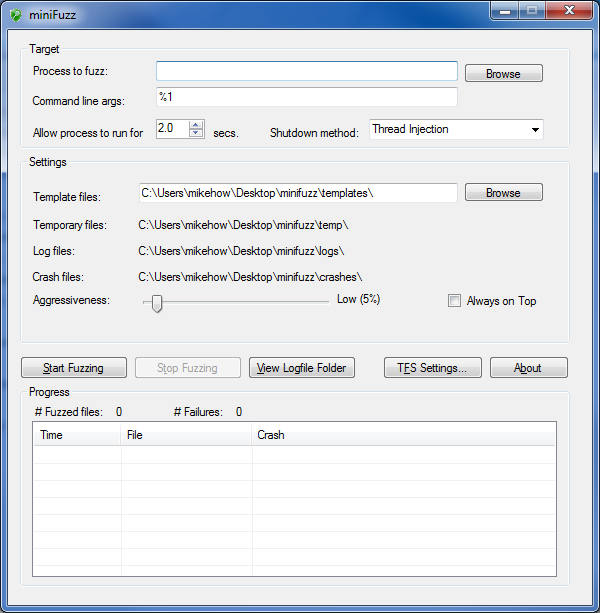 miniFuzz
Target
Process to fuzz:
Browse
Command line args: %1
Allow process to run for 2.0 secs. Shutdown method: Thread Injection
Settings
Template files: C:\Users\mikehow\Desktop\minifuzz\templates\ Browse
Temporary files: C:\Users\mikehow\Desktop\minifuzz\temp\
Log files: C:\Users\mikehow\Desktop\minifuzz\logs\
Crash files: C:\Users\mikehow\Desktop\minifuzz\crashes\
Aggressiveness: Low (5%) Always on Top
Start Fuzzing Stop Fuzzing View Logfile Folder TFS Settings... About
Progress
# Fuzzed files: 0 # Failures: 0
Time File Crash